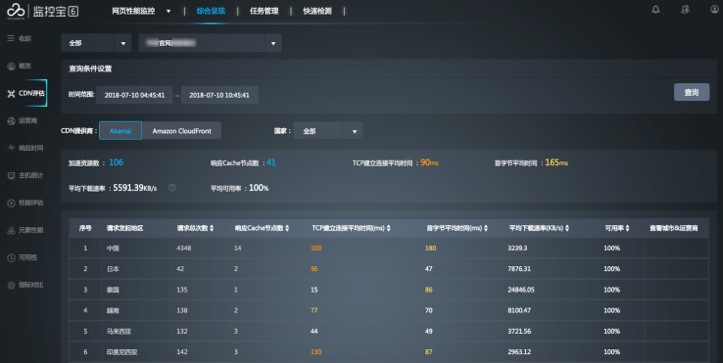 监控宝 6 网页性能监控 综合呈现 任务管理 快速检测
收起 全部 官网
概览 查询条件设置
CDN评估 时间范围: 2018-07-10 04:45:41 - 2018-07-10 10:45:41 查询
运营商 CDN提供商: Akamai Amazon CloudFront 国家: 全部
响应时间 加速资源数: 106 响应Cache节点数: 41 TCP建立连接平均时间: 90ms 首字节平均时间: 165ms
主机统计 平均下载速率: 5591.39KB/s 平均可用率: 100%
性能评估
元素性能 序号 请求发起地区 请求总次数 响应Cache节点数 TCP建立连接平均时间(ms) 首字节平均时间(ms) 平均下载速率(KB/s) 可用率 查看城市&运营商
可用性 1 中国 4348 14 100 180 3239.3 100%
2 日本 42 2 96 47 7876.31 100%
指标对比 3 泰国 135 1 15 86 24846.05 100%
4 越南 138 2 77 70 8100.47 100%
5 马来西亚 132 3 44 49 3721.56 100%
6 印度尼西亚 142 3 130 87 2963.12 100%